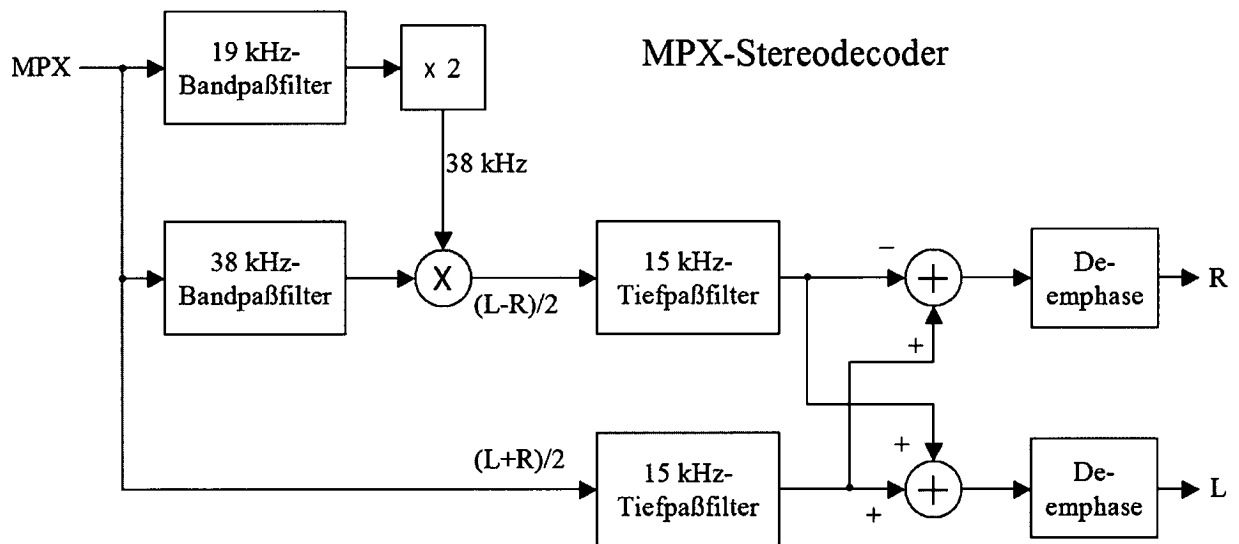 MPX-Stereodecoder
MPX
19 kHz-
Bandpaßfilter
x 2
38 kHz
38 kHz-
Bandpaßfilter
X
(L-R)/2
15 kHz-
Tiefpaßfilter
−
+
+
De-
emphase
R
(L+R)/2
15 kHz-
Tiefpaßfilter
+
+
+
De-
emphase
L